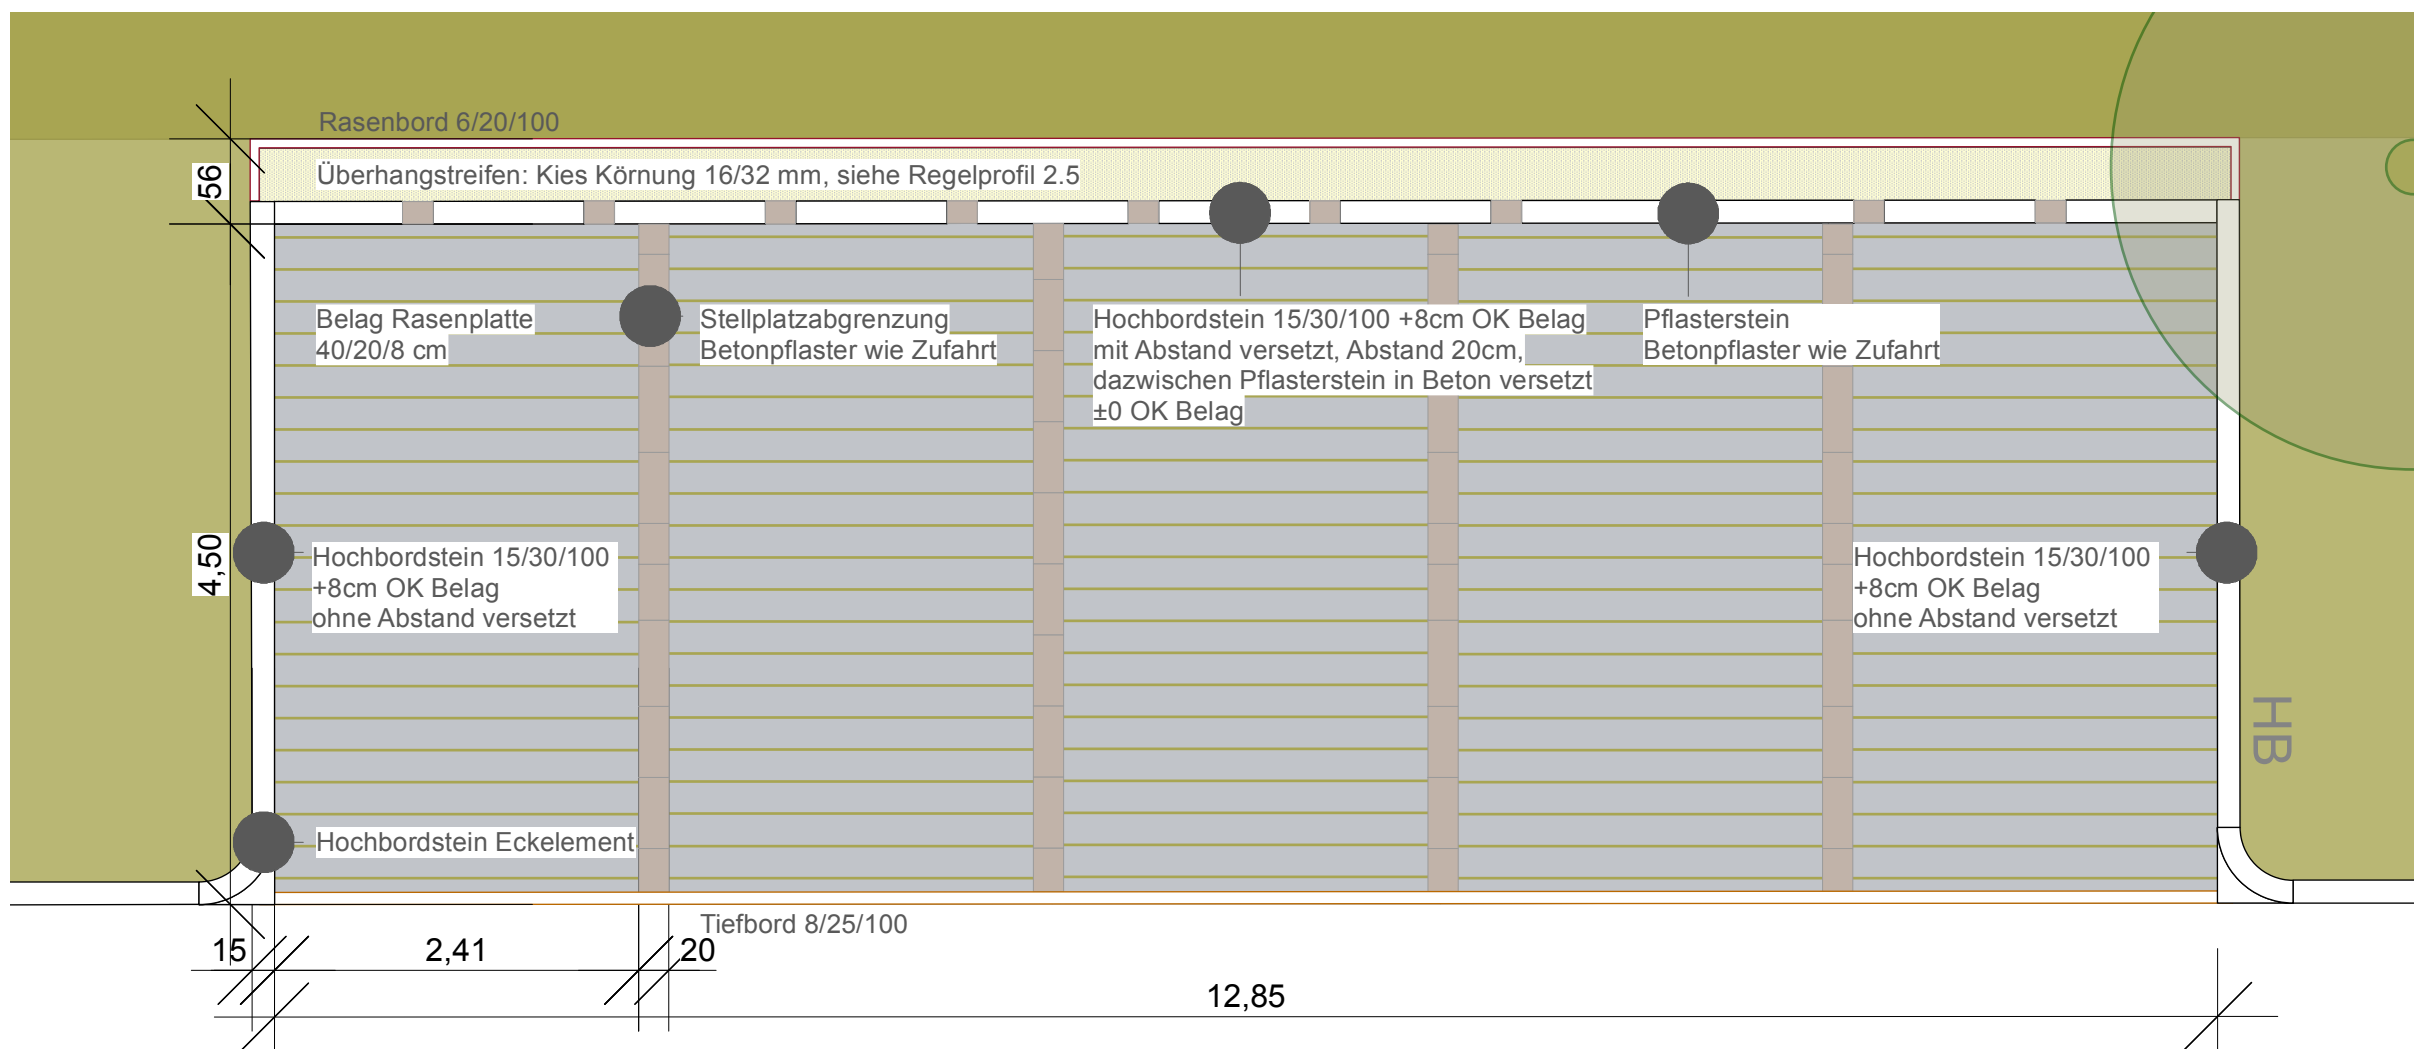 Rasenbord 6/20/100
56
Überhangstreifen: Kies Körnung 16/32 mm, siehe Regelprofil 2.5
Belag Rasenplatte
40/20/8 cm
Stellplatzabgrenzung
Betonpflaster wie Zufahrt
Hochbordstein 15/30/100 +8cm OK Belag
mit Abstand versetzt, Abstand 20cm,
dazwischen Pflasterstein in Beton versetzt
±0 OK Belag
Pflasterstein
Betonpflaster wie Zufahrt
4,50
Hochbordstein 15/30/100
+8cm OK Belag
ohne Abstand versetzt
Hochbordstein 15/30/100
+8cm OK Belag
ohne Abstand versetzt
HB
Hochbordstein Eckelement
Tiefbord 8/25/100
15
2,41
20
12,85